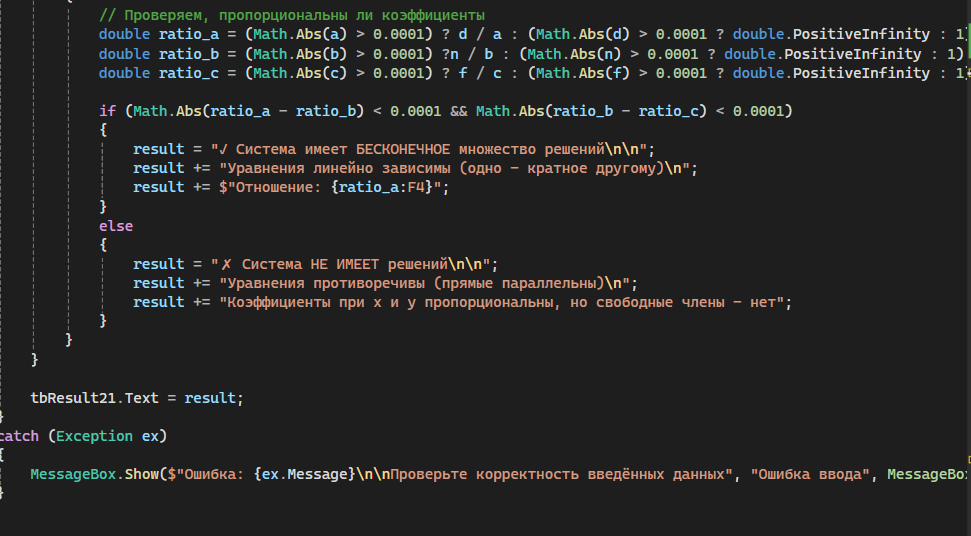 // Проверяем, пропорциональны ли коэффициенты
double ratio_a = (Math.Abs(a) > 0.0001) ? d / a : (Math.Abs(d) > 0.0001 ? double.PositiveInfinity : 1)
double ratio_b = (Math.Abs(b) > 0.0001) ?n / b : (Math.Abs(n) > 0.0001 ? double.PositiveInfinity : 1)
double ratio_c = (Math.Abs(c) > 0.0001) ? f / c : (Math.Abs(f) > 0.0001 ? double.PositiveInfinity : 1)
if (Math.Abs(ratio_a - ratio_b) < 0.0001 && Math.Abs(ratio_b - ratio_c) < 0.0001)
{
result = "√ Система имеет БЕСКОНЕЧНОЕ множество решений\n\n";
result += "Уравнения линейно зависимы (одно - кратное другому)\n";
result += $"Отношение: {ratio_a:F4}";
}
else
{
result = "✗ Система НЕ ИМЕЕТ решений\n\n";
result += "Уравнения противоречивы (прямые параллельны)\n";
result += "Коэффициенты при x и y пропорциональны, но свободные члены - нет";
}
}
}
tbResult21.Text = result;
}
catch (Exception ex)
{
MessageBox.Show($"Ошибка: {ex.Message}\n\nПроверьте корректность введённых данных", "Ошибка ввода", MessageBo
}